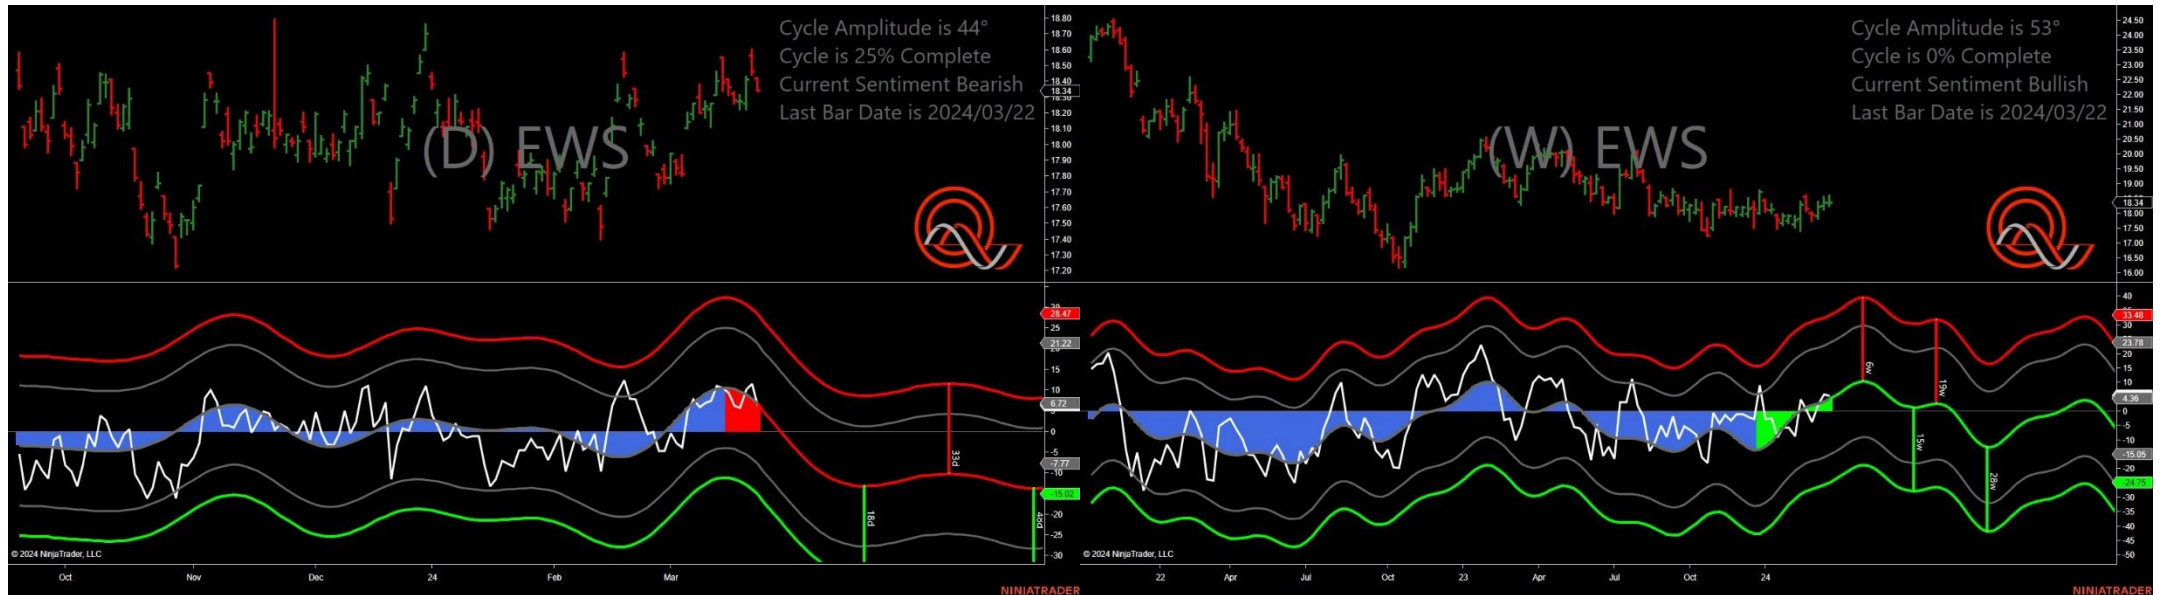 Cycle Amplitude is 44°
Cycle is 25% Complete
Current Sentiment Bearish
Last Bar Date is 2024/03/22
(D) EWS
18.80
18.70
18.60
18.50
18.40
18.34
18.30
18.20
18.10
18.00
17.90
17.80
17.70
17.60
17.50
17.40
17.30
17.20
28.47
25
21.22
15
10
6.72
0
-5
-7.77
-10
-15.02
-20
-25
-30
33d
18d
48d
© 2024 NinjaTrader, LLC
Oct
Nov
Dec
24
Feb
Mar
NINJATRADER
Cycle Amplitude is 53°
Cycle is 0% Complete
Current Sentiment Bullish
Last Bar Date is 2024/03/22
(W) EWS
24.50
24.00
23.50
23.00
22.50
22.00
21.50
21.00
20.50
20.00
19.50
19.00
18.34
18.00
17.50
17.00
16.50
16.00
40
33.48
30
23.78
20
15
10
4.36
0
-5
-10
-15.05
-20
-24.75
-30
-35
-40
-45
-50
6w
19w
15w
28w
© 2024 NinjaTrader, LLC
22
Apr
Jul
Oct
23
Apr
Jul
Oct
24
NINJATRADER